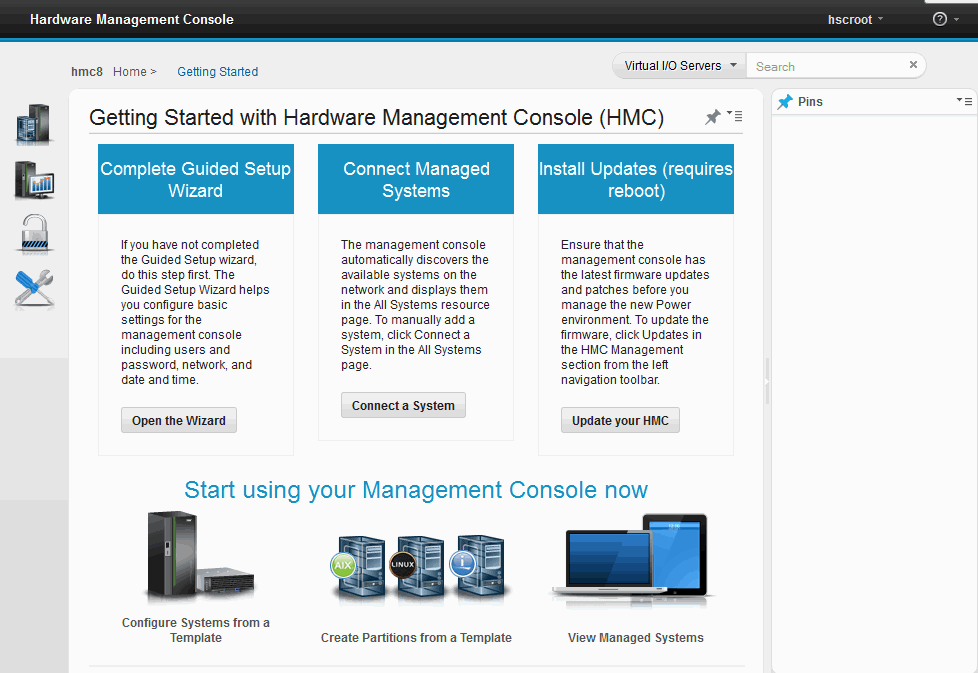 Hardware Management Console
hscroot
?
hmc8 Home > Getting Started
Virtual I/O Servers
Search
×
Getting Started with Hardware Management Console (HMC)
Pins
Complete Guided Setup
Wizard
If you have not completed
the Guided Setup wizard,
do this step first. The
Guided Setup Wizard helps
you configure basic
settings for the
management console
including users and
password, network, and
date and time.
Open the Wizard
Connect Managed
Systems
The management console
automatically discovers the
available systems on the
network and displays them
in the All Systems resource
page. To manually add a
system, click Connect a
System in the All Systems
page.
Connect a System
Install Updates (requires
reboot)
Ensure that the
management console has
the latest firmware updates
and patches before you
manage the new Power
environment. To update the
firmware, click Updates in
the HMC Management
section from the left
navigation toolbar.
Update your HMC
Start using your Management Console now
AIX
LINUX
i
Configure Systems from a
Template
Create Partitions from a Template
View Managed Systems